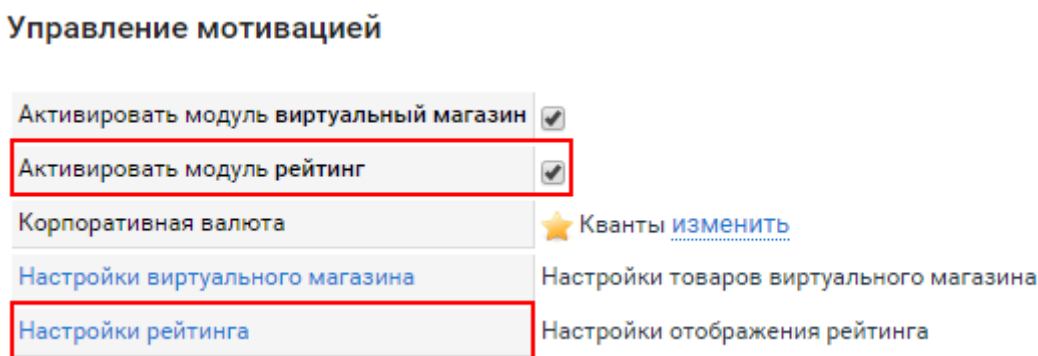 Управление мотивацией
Активировать модуль виртуальный магазин
Активировать модуль рейтинг
Корпоративная валюта Кванты изменить
Настройки виртуального магазина Настройки товаров виртуального магазина
Настройки рейтинга Настройки отображения рейтинга